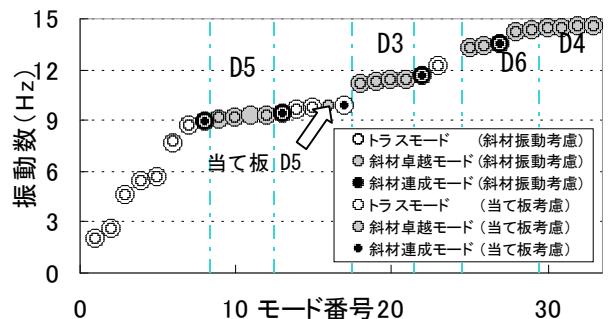 15
12
9
6
3
0
振動数(Hz)
D5
D3
D6
D4
当て板 D5
○トラスモード (斜材振動考慮)
斜材卓越モード(斜材振動考慮)
斜材連成モード(斜材振動考慮)
○トラスモード (当て板考慮)
斜材卓越モード(当て板考慮)
斜材連成モード(当て板考慮)
0 10 モード番号 20 30